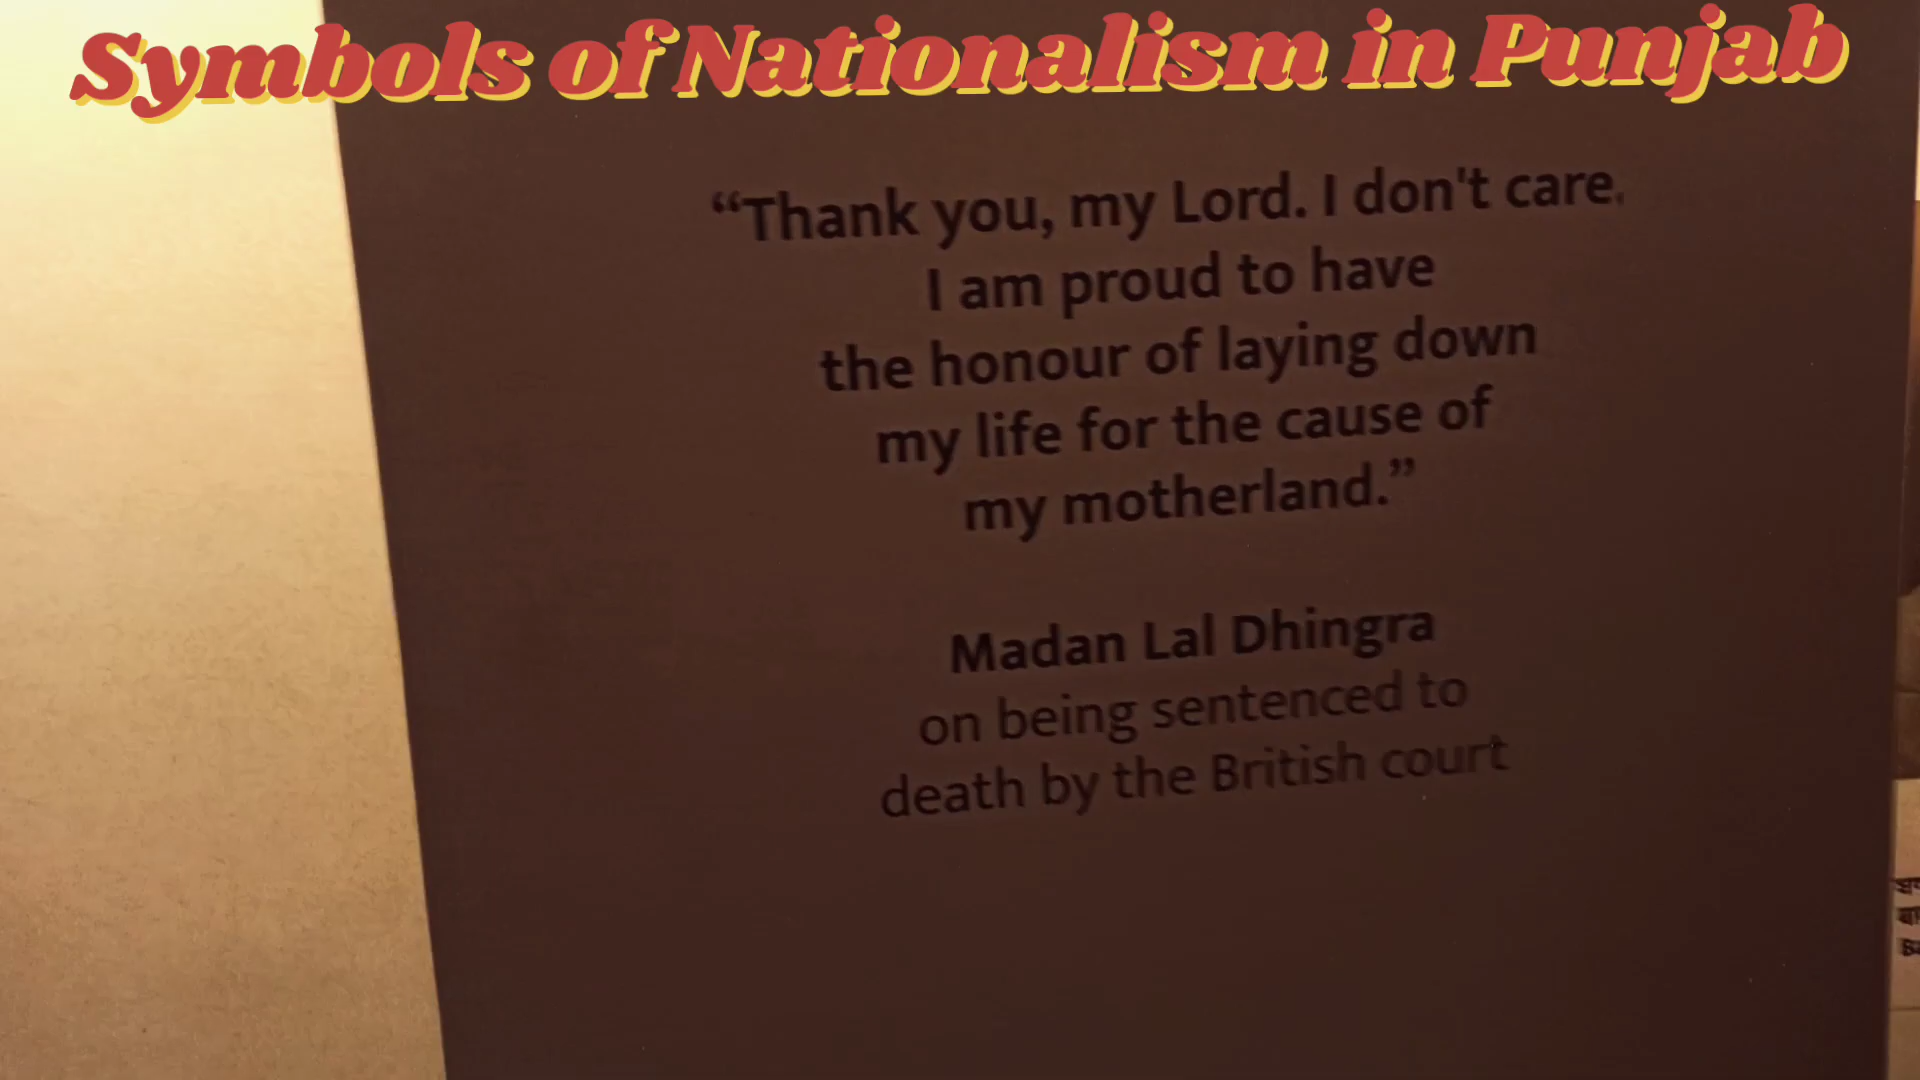 Symbols of Nationalism in Punjab
“Thank you, my Lord. I don't care.
I am proud to have
the honour of laying down
my life for the cause of
my motherland.”
Madan Lal Dhingra
on being sentenced to
death by the British court